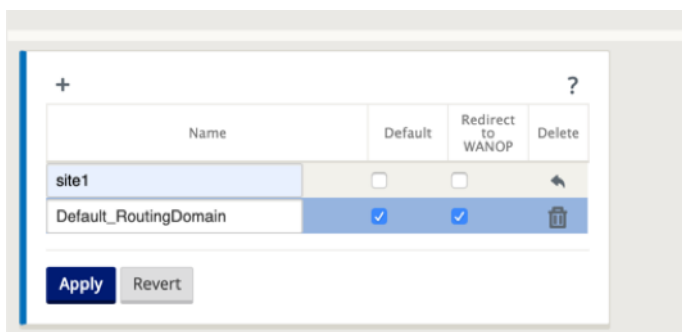 + ?
Name Default Redirect to WANOP Delete
site1
Default_RoutingDomain
Apply Revert